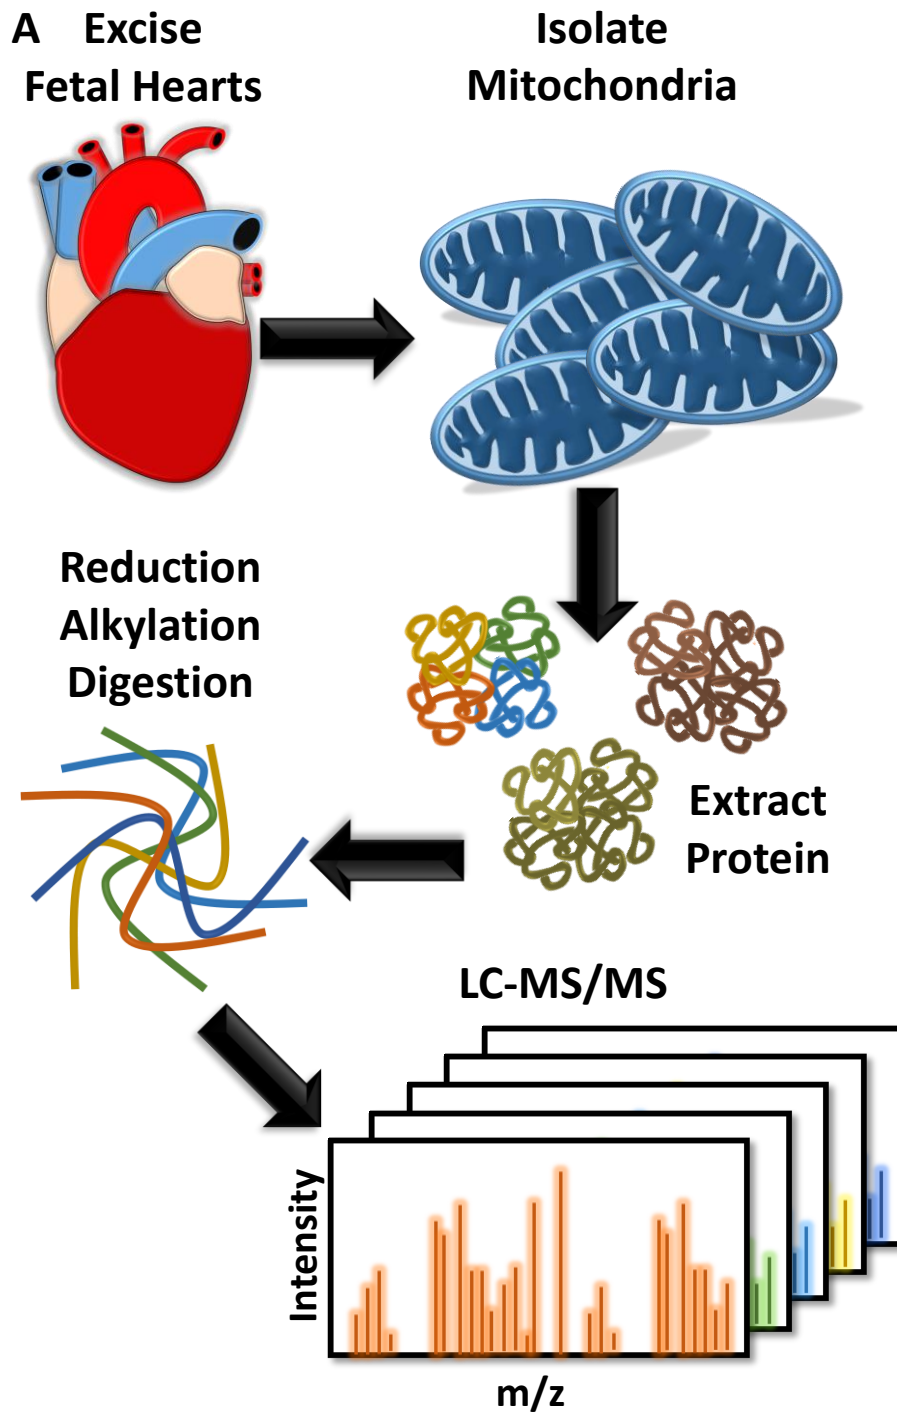 A Excise
Fetal Hearts
Isolate
Mitochondria
Reduction
Alkylation
Digestion
Extract
Protein
LC-MS/MS
Intensity
m/z